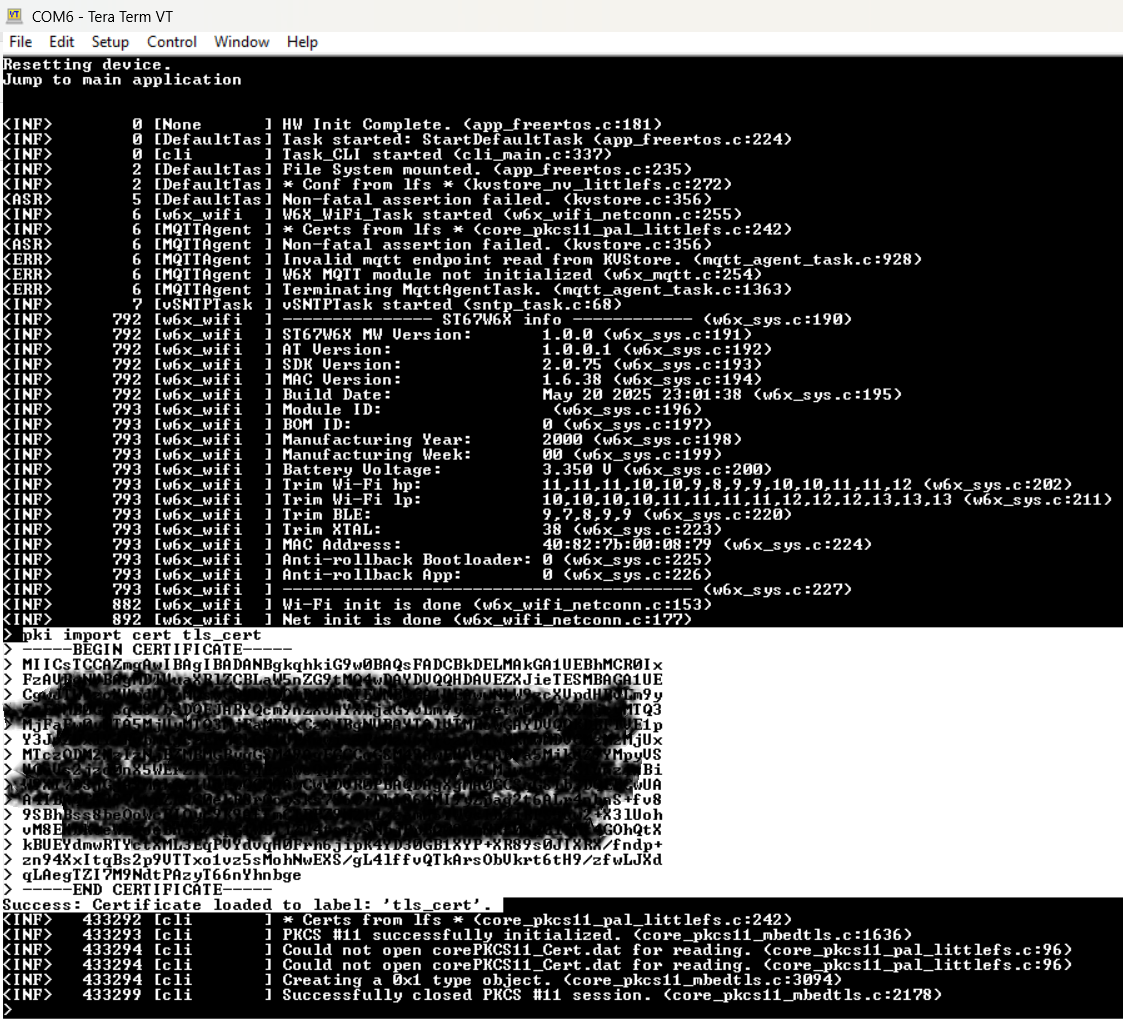 COM6 - Tera Term VT
File Edit Setup Control Window Help
Resetting device.
Jump to main application
<INF> 0 [None ] HW Init Complete. (app_freertos.c:181)
<INF> 0 [DefaultTas] Task started: StartDefaultTask (app_freertos.c:224)
<INF> 0 [cli ] Task_CLI started (cli_main.c:337)
<INF> 2 [DefaultTas] File System mounted. (app_freertos.c:235)
<INF> 2 [DefaultTas] * Conf from lfs * (kvstore_nv_littlefs.c:272)
<ASR> 5 [DefaultTas] Non-fatal assertion failed. (kvstore.c:356)
<INF> 6 [w6x_wifi ] W6X_WiFi_Task started (w6x_wifi_netconn.c:255)
<INF> 6 [MQTTAgent ] * Certs from lfs * (core_pkcs11_pal_littlefs.c:242)
<ASR> 6 [MQTTAgent ] Non-fatal assertion failed. (kvstore.c:356)
<ERR> 6 [MQTTAgent ] Invalid mqtt endpoint read from KVStore. (mqtt_agent_task.c:928)
<ERR> 6 [MQTTAgent ] W6X MQTT module not initialized (w6x_mqtt.c:254)
<ERR> 6 [MQTTAgent ] Terminating MqttAgentTask. (mqtt_agent_task.c:1363)
<INF> 7 [vSNTPTask ] vSNTPTask started (sntp_task.c:68)
<INF> 792 [w6x_wifi ] --------------- ST67W6X info ------------ (w6x_sys.c:190)
<INF> 792 [w6x_wifi ] ST67W6X MW Version: 1.0.0 (w6x_sys.c:191)
<INF> 792 [w6x_wifi ] AT Version: 1.0.0.1 (w6x_sys.c:192)
<INF> 792 [w6x_wifi ] SDK Version: 2.0.75 (w6x_sys.c:193)
<INF> 792 [w6x_wifi ] MAC Version: 1.6.38 (w6x_sys.c:194)
<INF> 792 [w6x_wifi ] Build Date: May 20 2025 23:01:38 (w6x_sys.c:195)
<INF> 793 [w6x_wifi ] Module ID: (w6x_sys.c:196)
<INF> 793 [w6x_wifi ] BOM ID: 0 (w6x_sys.c:197)
<INF> 793 [w6x_wifi ] Manufacturing Year: 2000 (w6x_sys.c:198)
<INF> 793 [w6x_wifi ] Manufacturing Week: 00 (w6x_sys.c:199)
<INF> 793 [w6x_wifi ] Battery Voltage: 3.350 V (w6x_sys.c:200)
<INF> 793 [w6x_wifi ] Trim Wi-Fi hp: 11,11,11,10,10,9,8,9,9,10,10,11,11,12 (w6x_sys.c:202)
<INF> 793 [w6x_wifi ] Trim Wi-Fi lp: 10,10,10,10,11,11,11,11,12,12,12,13,13,13 (w6x_sys.c:211)
<INF> 793 [w6x_wifi ] Trim BLE: 9,7,8,9,9 (w6x_sys.c:220)
<INF> 793 [w6x_wifi ] Trim XTAL: 38 (w6x_sys.c:223)
<INF> 793 [w6x_wifi ] MAC Address: 40:82:7b:00:08:79 (w6x_sys.c:224)
<INF> 793 [w6x_wifi ] Anti-rollback Bootloader: 0 (w6x_sys.c:225)
<INF> 793 [w6x_wifi ] Anti-rollback App: 0 (w6x_sys.c:226)
<INF> 793 [w6x_wifi ] ----------------------------------------- (w6x_sys.c:227)
<INF> 882 [w6x_wifi ] Wi-Fi init is done (w6x_wifi_netconn.c:153)
<INF> 892 [w6x_wifi ] Net init is done (w6x_wifi_netconn.c:177)
> pki import cert tls_cert
> -----BEGIN CERTIFICATE-----
> MIICsTCCAZmgAwIBAgIBADANBgkqhkiG9w0BAQsFADCBkDELMAkGA1UEBhMCR0Ix
> zn94XxItqBs2p9VTTxo1vz5sMohNwEXS/gL4lffvQTkArsObVkrt6tH9/zfwLJXd
> qLAegTZI7M9NdtPAzyT66nYhnbge
> -----END CERTIFICATE-----
Success: Certificate loaded to label: 'tls_cert'.
<INF> 433292 [cli ] * Certs from lfs * (core_pkcs11_pal_littlefs.c:242)
<INF> 433293 [cli ] PKCS #11 successfully initialized. (core_pkcs11_mbedtls.c:1636)
<INF> 433294 [cli ] Could not open corePKCS11_Cert.dat for reading. (core_pkcs11_pal_littlefs.c:96)
<INF> 433294 [cli ] Could not open corePKCS11_Cert.dat for reading. (core_pkcs11_pal_littlefs.c:96)
<INF> 433294 [cli ] Creating a 0x1 type object. (core_pkcs11_mbedtls.c:3094)
<INF> 433299 [cli ] Successfully closed PKCS #11 session. (core_pkcs11_mbedtls.c:2178)
>